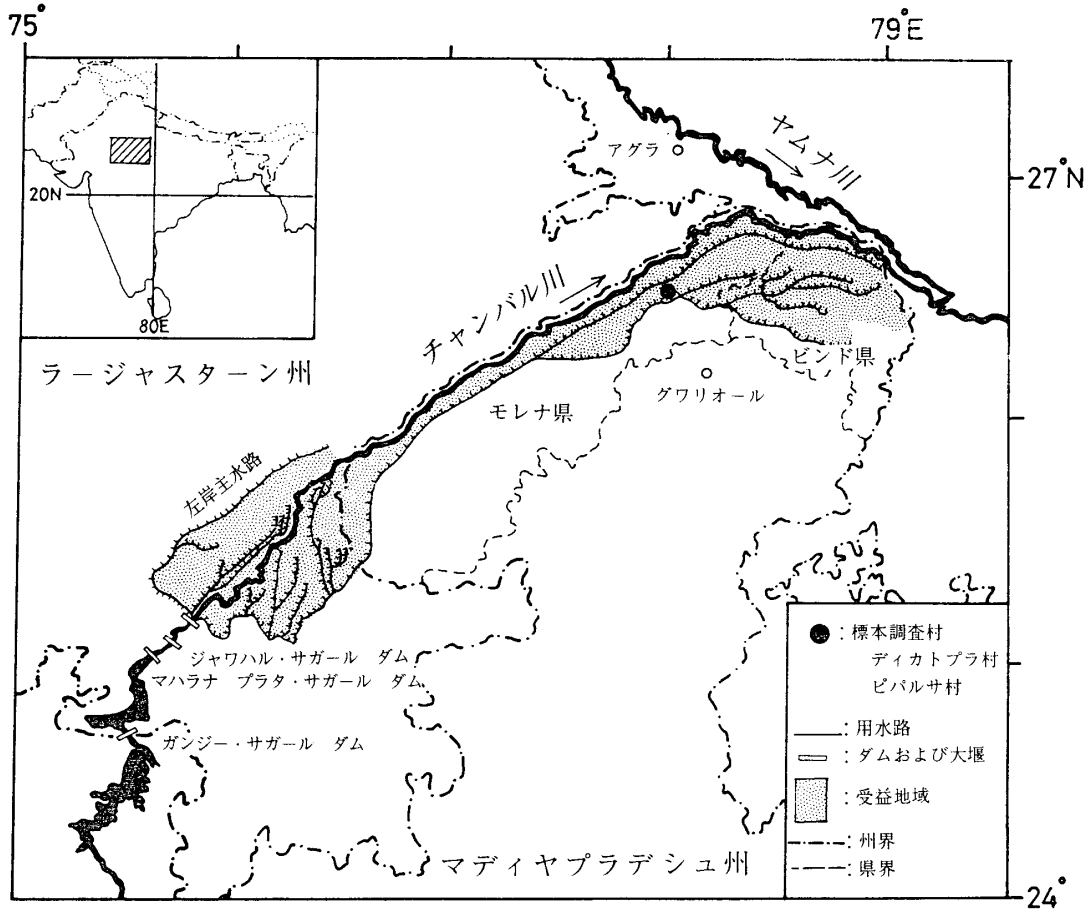 75°
79°E
20N
80E
アグラ
ヤムナ川
27°N
チャンバル川
ラージャスターン州
ビンド県
グワリオール
モレナ県
左岸主水路
ジャワハル・サガール ダム
マハラナ プラタ・サガール ダム
ガンジー・サガール ダム
マディヤプラデシュ州
:標本調査村
ディカトプラ村
ピパルサ村
:用水路
:ダムおよび大堰
:受益地域
:州界
:県界
24°